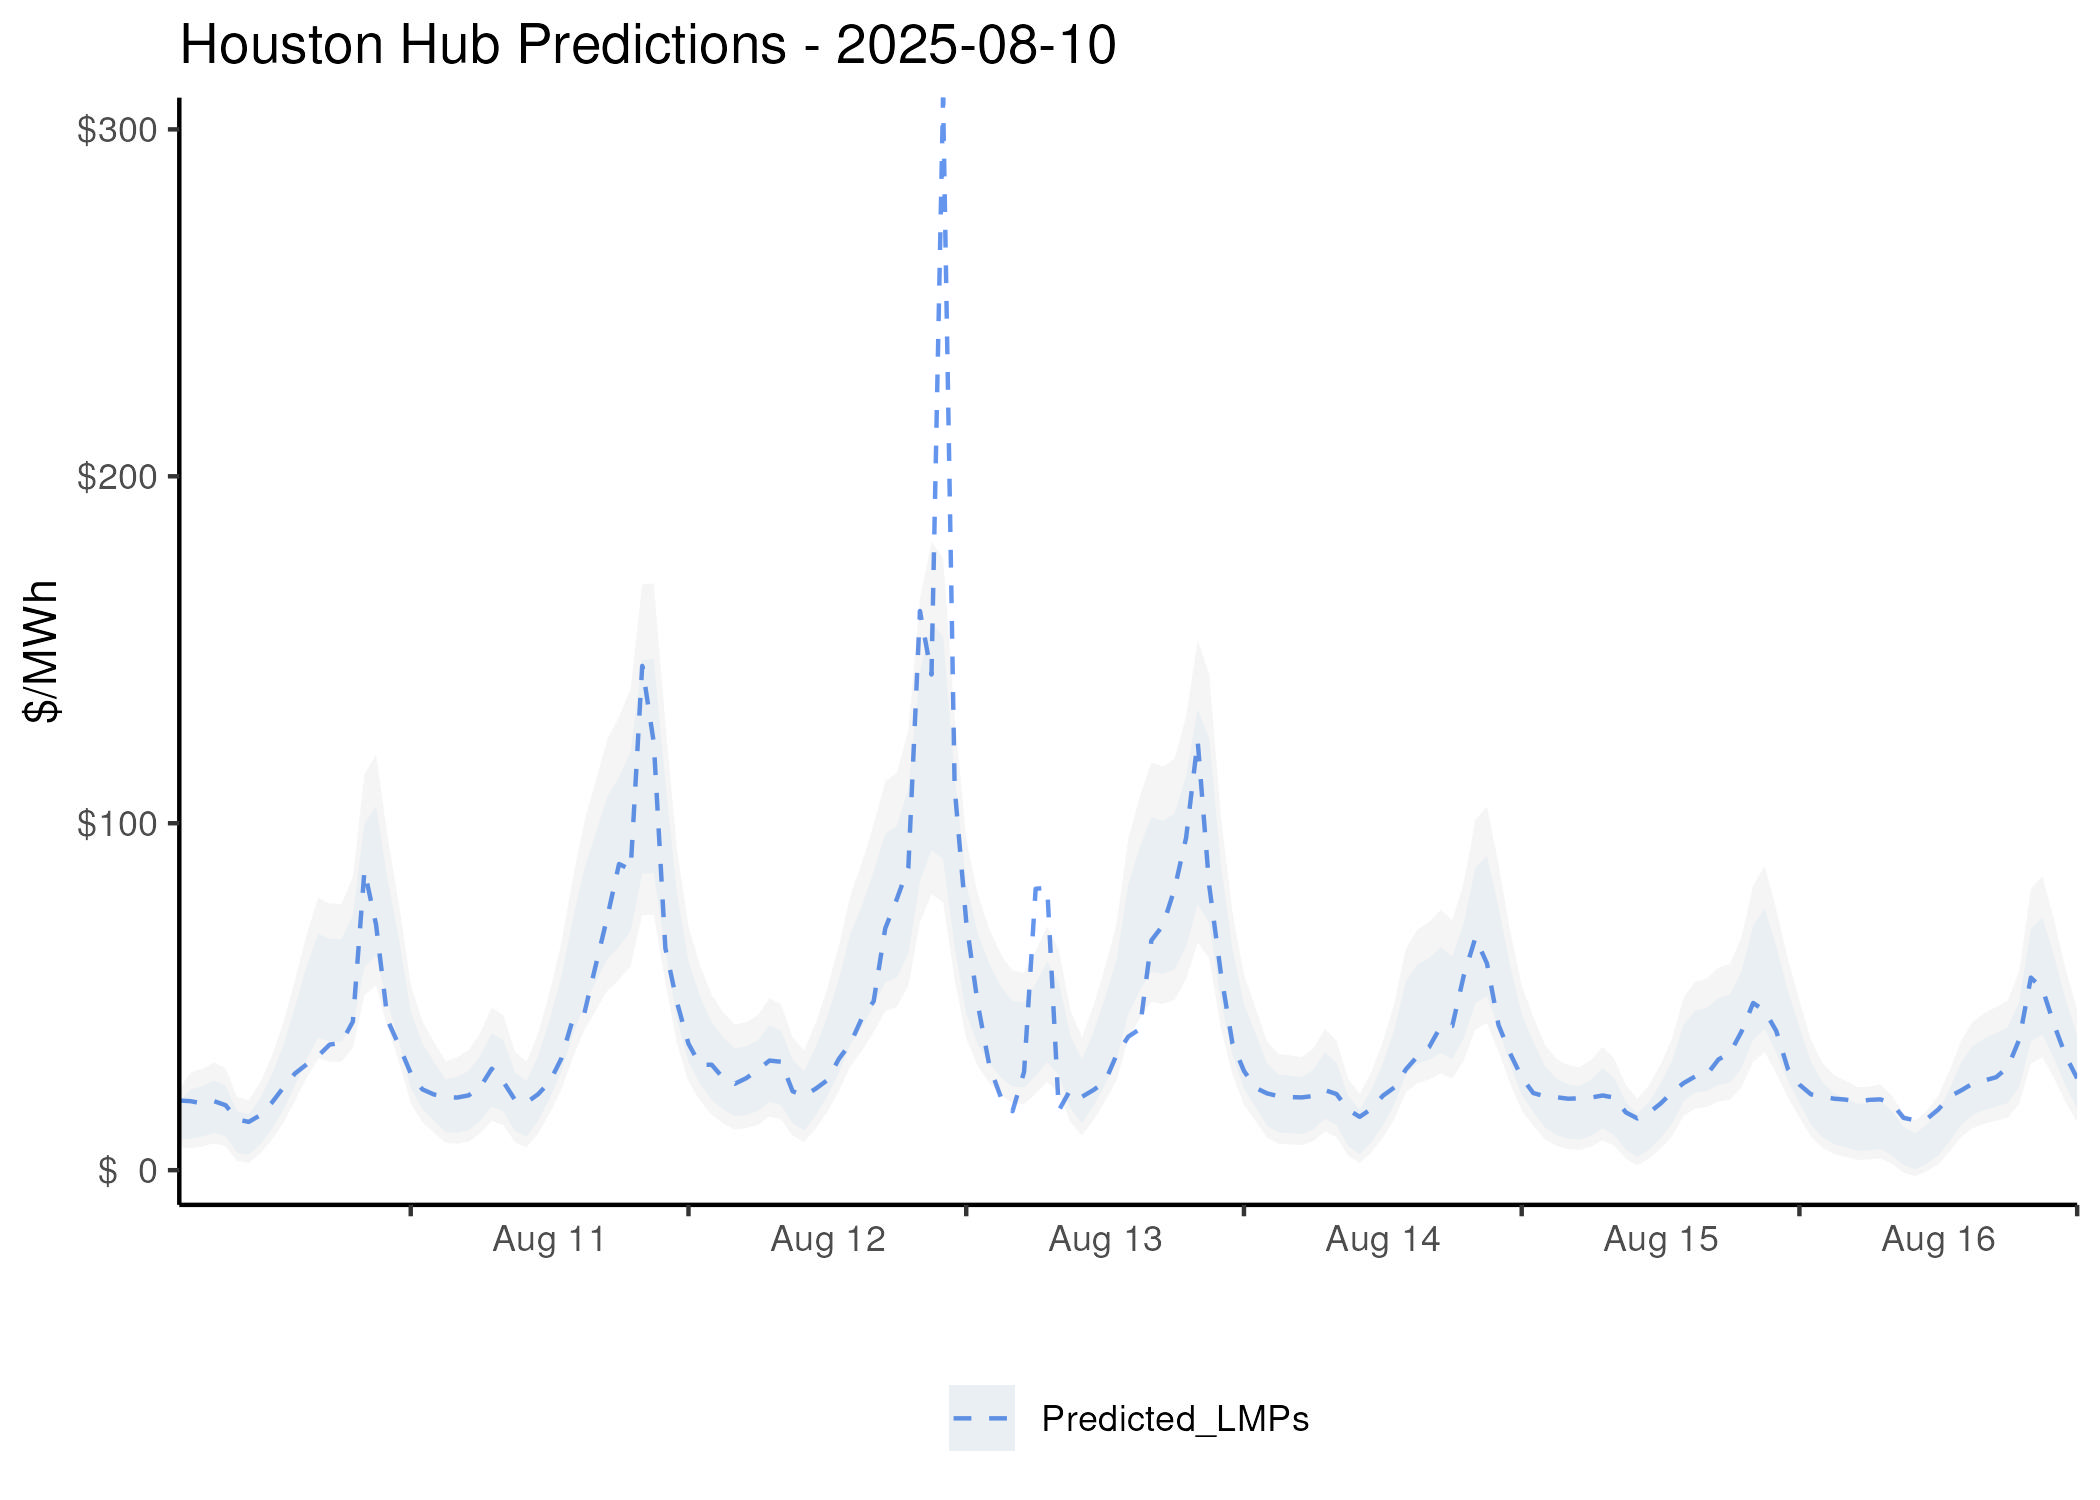 Houston Hub Predictions - 2025-08-10
$300
$200
$100
$ 0
$/MWh
Aug 11
Aug 12
Aug 13
Aug 14
Aug 15
Aug 16
Predicted_LMPs